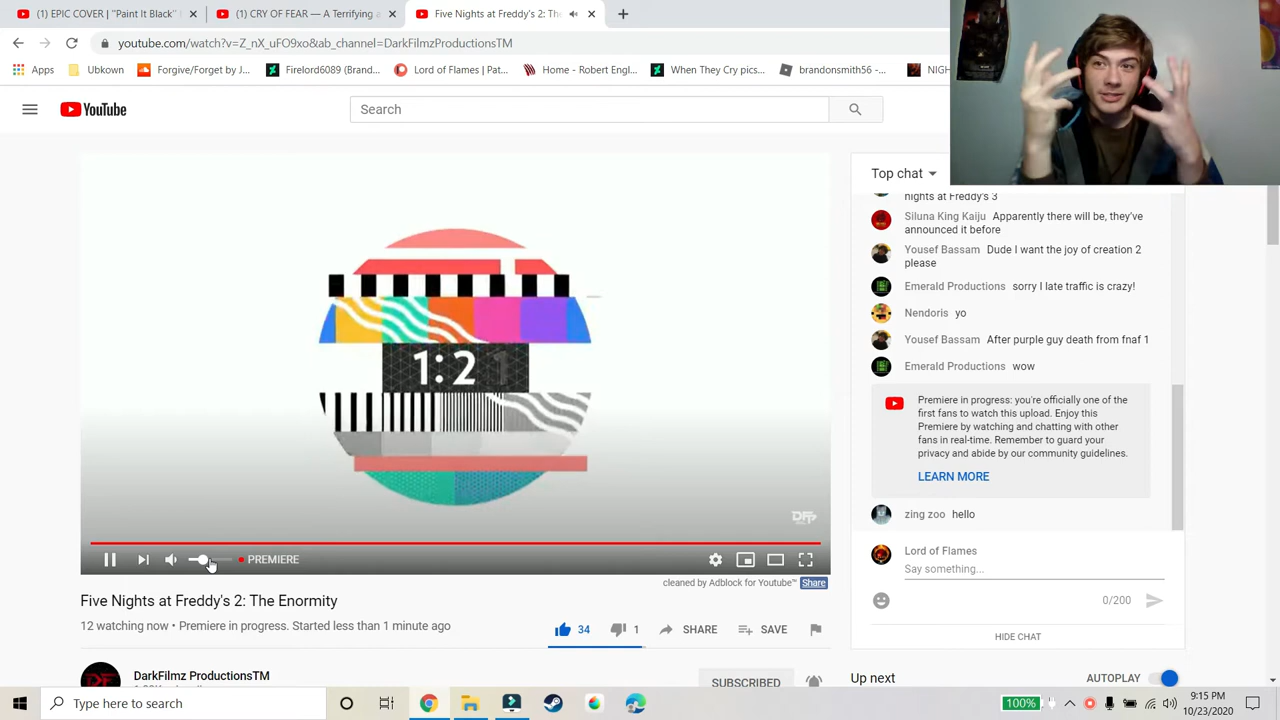 (1) EPIC COVER | "Paint It Black"
(1) CRY OF FEAR — A Terrifying
Five Nights at Freddy's 2: The
youtube.com/watch?v=Z_nX_uFO9xo&ab_channel=DarkFilmzProductionsTM
Apps
Ubkown
Forgive/Forget by J...
Firelord6089 (Brand...
Lord of Flames | Pat...
Home - Robert Engl...
When They Cry pics...
brandonsmith56 -...
NIGH
YouTube
Search
Top chat
nights at Freddy's 3
Siluna King Kaiju Apparently there will be, they've
announced it before
Yousef Bassam Dude I want the joy of creation 2
please
Emerald Productions sorry I late traffic is crazy!
Nendoris yo
Yousef Bassam After purple guy death from fnaf 1
Emerald Productions wow
Premiere in progress: you're officially one of the
first fans to watch this upload. Enjoy this
Premiere by watching and chatting with other
fans in real-time. Remember to guard your
privacy and abide by our community guidelines.
LEARN MORE
zing zoo hello
Lord of Flames
Say something...
0/200
HIDE CHAT
1:2 1
DFP
PREMIERE
cleaned by Adblock for Youtube™ Share
Five Nights at Freddy's 2: The Enormity
12 watching now • Premiere in progress. Started less than 1 minute ago
34
1
SHARE
SAVE
DarkFilmz ProductionsTM
SUBSCRIBED
Up next
AUTOPLAY
Type here to search
100%
9:15 PM
10/23/2020